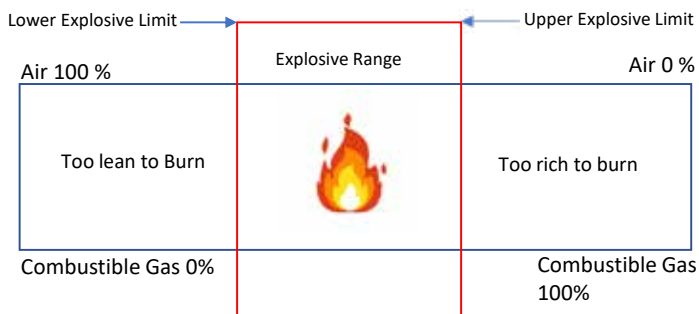 Lower Explosive Limit
Upper Explosive Limit
Explosive Range
Air 100 %
Air 0 %
Too lean to Burn
Too rich to burn
Combustible Gas 0%
Combustible Gas
100%